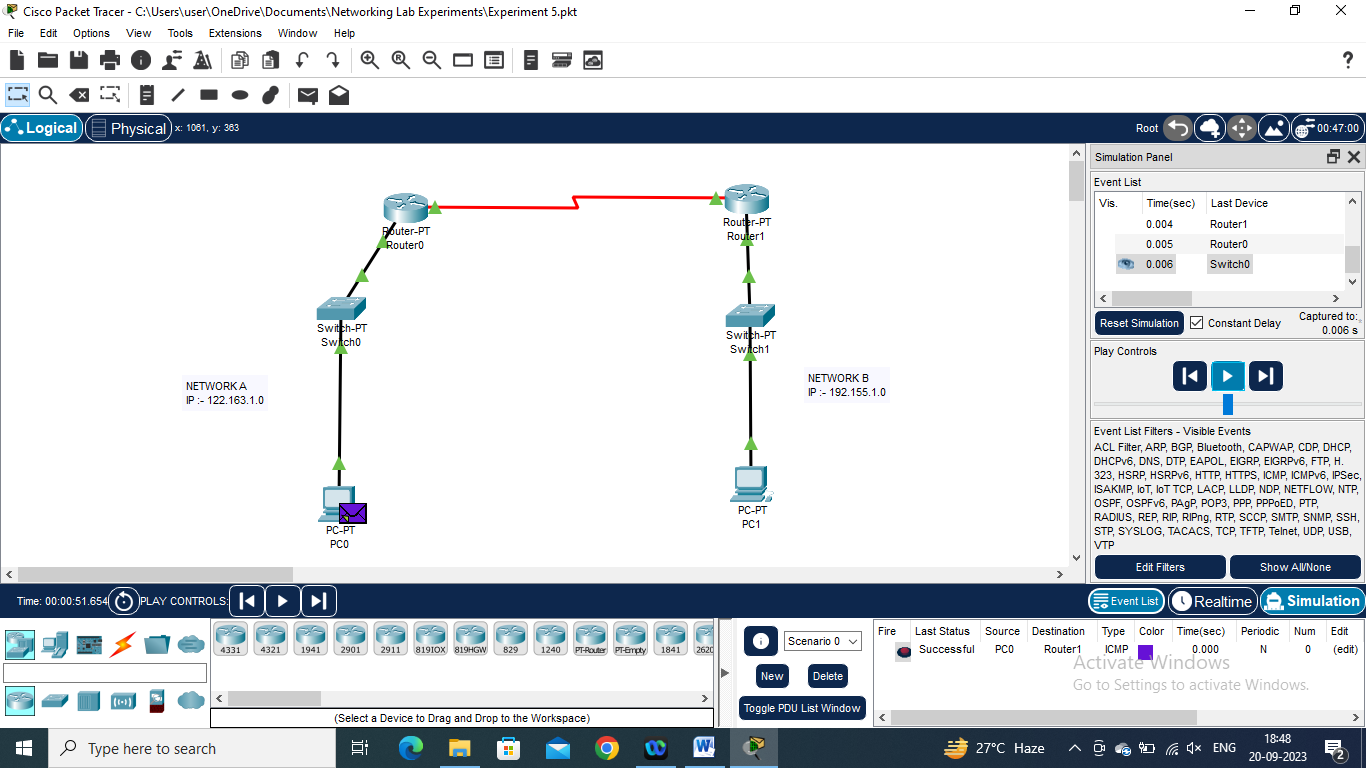 Cisco Packet Tracer - C:\Users\user\OneDrive\Documents\Networking Lab Experiments\Experiment 5.pkt
File Edit Options View Tools Extensions Window Help
?
Logical Physical x: 1061, y: 363 Root 00:47:00
Router-PT
Router0
Router-PT
Router1
Switch-PT
Switch0
Switch-PT
Switch1
NETWORK A
IP :- 122.163.1.0
NETWORK B
IP :- 192.155.1.0
PC-PT
PC0
PC-PT
PC1
Simulation Panel
Event List
Vis. Time(sec) Last Device
0.004 Router1
0.005 Router0
0.006 Switch0
Reset Simulation Constant Delay Captured to:
0.006 s
Play Controls
Event List Filters - Visible Events
ACL Filter, ARP, BGP, Bluetooth, CAPWAP, CDP, DHCP,
DHCPv6, DNS, DTP, EAPOL, EIGRP, EIGRPv6, FTP, H.
323, HSRP, HSRPv6, HTTP, HTTPS, ICMP, ICMPv6, IPSec,
ISAKMP, IoT, IoT TCP, LACP, LLDP, NDP, NETFLOW, NTP,
OSPF, OSPFv6, PAgP, POP3, PPP, PPPoED, PTP,
RADIUS, REP, RIP, RIPng, RTP, SCCP, SMTP, SNMP, SSH,
STP, SYSLOG, TACACS, TCP, TFTP, Telnet, UDP, USB,
VTP
Edit Filters Show All/None
Time: 00:00:51.654 PLAY CONTROLS: Event List Realtime Simulation
4331 4321 1941 2901 2911 819IOX 819HGW 829 1240 PT-Router PT-Empty 1841 2620
(Select a Device to Drag and Drop to the Workspace)
Scenario 0
New Delete
Toggle PDU List Window
Fire Last Status Source Destination Type Color Time(sec) Periodic Num Edit
Successful PC0 Router1 ICMP 0.000 N 0 (edit)
Activate Windows
Go to Settings to activate Windows.
Type here to search
27°C Haze ENG 18:48
20-09-2023
2